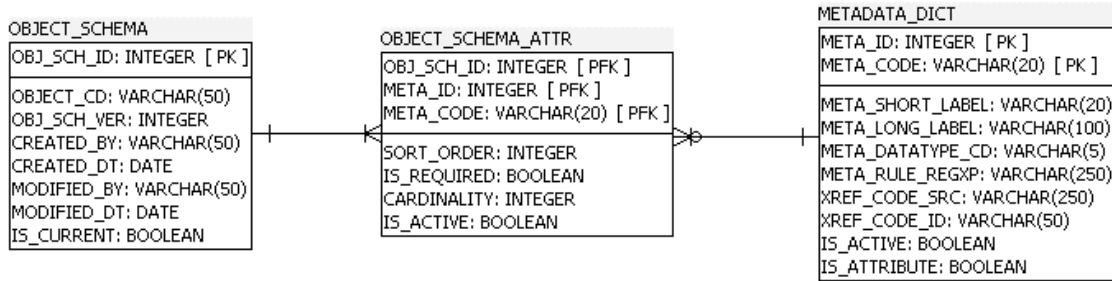 OBJECT_SCHEMA
OBJ_SCH_ID: INTEGER [ PK ]
OBJECT_CD: VARCHAR(50)
OBJ_SCH_VER: INTEGER
CREATED_BY: VARCHAR(50)
CREATED_DT: DATE
MODIFIED_BY: VARCHAR(50)
MODIFIED_DT: DATE
IS_CURRENT: BOOLEAN
OBJECT_SCHEMA_ATTR
OBJ_SCH_ID: INTEGER [ PFK ]
META_ID: INTEGER [ PFK ]
META_CODE: VARCHAR(20) [ PFK ]
SORT_ORDER: INTEGER
IS_REQUIRED: BOOLEAN
CARDINALITY: INTEGER
IS_ACTIVE: BOOLEAN
METADATA_DICT
META_ID: INTEGER [ PK ]
META_CODE: VARCHAR(20) [ PK ]
META_SHORT_LABEL: VARCHAR(20)
META_LONG_LABEL: VARCHAR(100)
META_DATATYPE_CD: VARCHAR(5)
META_RULE_REGXP: VARCHAR(250)
XREF_CODE_SRC: VARCHAR(250)
XREF_CODE_ID: VARCHAR(50)
IS_ACTIVE: BOOLEAN
IS_ATTRIBUTE: BOOLEAN